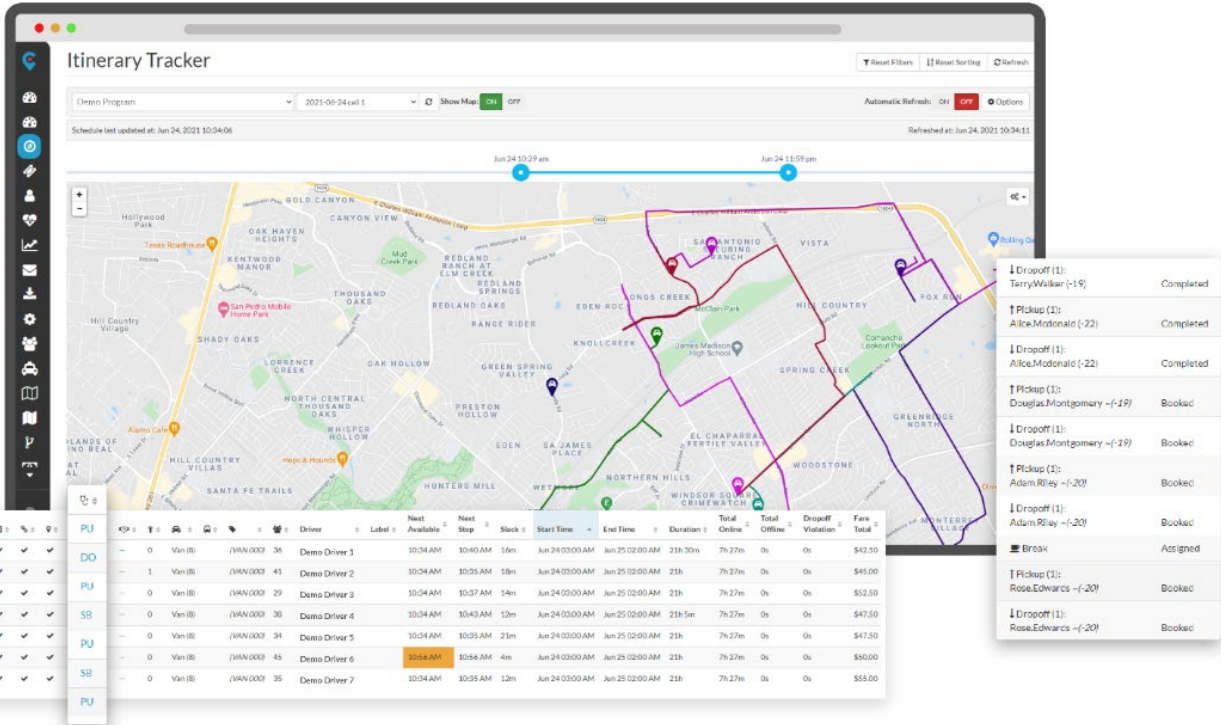 Itinerary Tracker
Reset Filters
Reset Sorting
Refresh
Demo Program
2021-06-24 cell 1
Show Map: ON OFF
Automatic Refresh: ON OFF
Options
Schedule last updated at: Jun 24, 2021 10:34:06
Refreshed at: Jun 24, 2021 10:34:11
Jun 24 10:29 am
Jun 24 11:59 pm
+
-
GOLD CANYON
CANYON VIEW
Hollywood
Park
Texas Roadhouse
OAK HAVEN
HEIGHTS
KENTWOOD
MANOR
Mud
Creek Park
REDLAND
RANCH AT
ELM CREEK
REDLAND
SPRINGS
THOUSAND
OAKS
REDLAND OAKS
EDEN ROC
LONGS CREEK
McClain Park
VISTA
HILL COUNTRY
FOX RUN
San Pedro Mobile
Home Park
Hill Country
Village
RANGE RIDER
SHADY OAKS
KNOLLCREEK
James Madison
High School
Comanche
Lookout Park
LORRENCE
CREEK
OAK HOLLOW
GREEN SPRING
VALLEY
SPRING CREEK
NORTH CENTRAL
THOUSAND
OAKS
PRESTON
HOLLOW
Alamo Cafe
WHISPER
HOLLOW
EDEN
SA JAMES
PLACE
GREENRIDGE
NORTH
HILL COUNTRY
VILLAS
Hops & Hounds
WOODSTONE
NORTHERN HILLS
SANTA FE TRAILS
HUNTERS MILL
WETMORE
WINDSOR SQUARE
CRIMEWATCH
Dropoff (1):
Terry.Walker (-19) Completed
Pickup (1):
Alice.Mcdonald (-22) Completed
Dropoff (1):
Alice.Mcdonald (-22) Completed
Pickup (1):
Douglas.Montgomery ~(-19) Booked
Dropoff (1):
Douglas.Montgomery ~(-19) Booked
Pickup (1):
Adam.Riley ~(-20) Booked
Dropoff (1):
Adam.Riley ~(-20) Booked
Break Assigned
Pickup (1):
Rose.Edwards ~(-20) Booked
Dropoff (1):
Rose.Edwards ~(-20) Booked
PU
DO
PU
SB
PU
SB
PU
Driver Label Next Available Next Stop Slack Start Time End Time Duration Total Online Total Offline Dropoff Violation Fare Total
-- 0 Van (8) (VAN 000) 36 Demo Driver 1 10:34 AM 10:40 AM 16m Jun 24 03:00 AM Jun 25 02:00 AM 21h 30m 7h 27m 0s 0s $42.50
-- 1 Van (8) (VAN 000) 41 Demo Driver 2 10:34 AM 10:35 AM 18m Jun 24 03:00 AM Jun 25 02:00 AM 21h 7h 27m 0s 0s $45.00
-- 0 Van (8) (VAN 000) 29 Demo Driver 3 10:34 AM 10:37 AM 14m Jun 24 03:00 AM Jun 25 02:00 AM 21h 7h 27m 0s 0s $52.50
-- 0 Van (8) (VAN 000) 38 Demo Driver 4 10:34 AM 10:43 AM 12m Jun 24 03:00 AM Jun 25 02:00 AM 21h 5m 7h 27m 0s 0s $47.50
-- 0 Van (8) (VAN 000) 34 Demo Driver 5 10:34 AM 10:35 AM 21m Jun 24 03:00 AM Jun 25 02:00 AM 21h 7h 27m 0s 0s $47.50
-- 0 Van (8) (VAN 000) 45 Demo Driver 6 10:56 AM 10:56 AM 4m Jun 24 03:00 AM Jun 25 02:00 AM 21h 7h 27m 0s 0s $50.00
-- 0 Van (8) (VAN 000) 35 Demo Driver 7 10:34 AM 10:35 AM 12m Jun 24 03:00 AM Jun 25 02:00 AM 21h 7h 27m 0s 0s $55.00